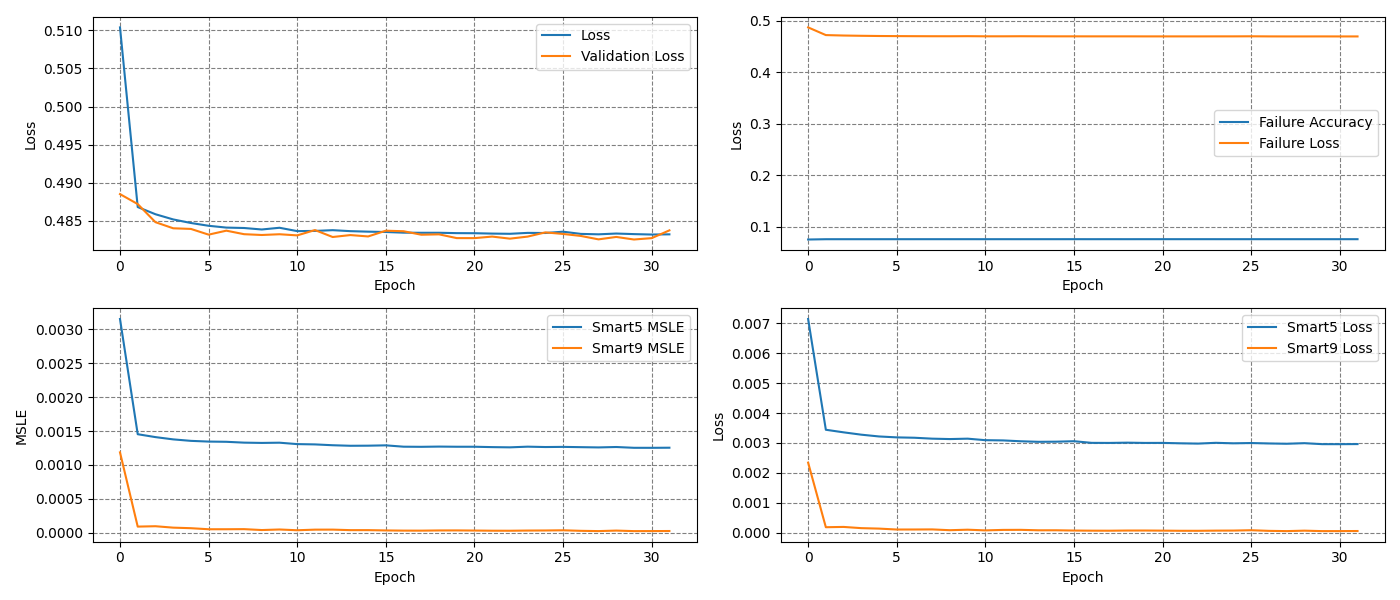 Loss
Validation Loss
0.510
0.505
0.500
0.495
0.490
0.485
Loss
0 5 10 15 20 25 30
Epoch
Failure Accuracy
Failure Loss
0.5
0.4
0.3
0.2
0.1
Loss
0 5 10 15 20 25 30
Epoch
Smart5 MSLE
Smart9 MSLE
0.0030
0.0025
0.0020
0.0015
0.0010
0.0005
0.0000
MSLE
0 5 10 15 20 25 30
Epoch
Smart5 Loss
Smart9 Loss
0.007
0.006
0.005
0.004
0.003
0.002
0.001
0.000
Loss
0 5 10 15 20 25 30
Epoch